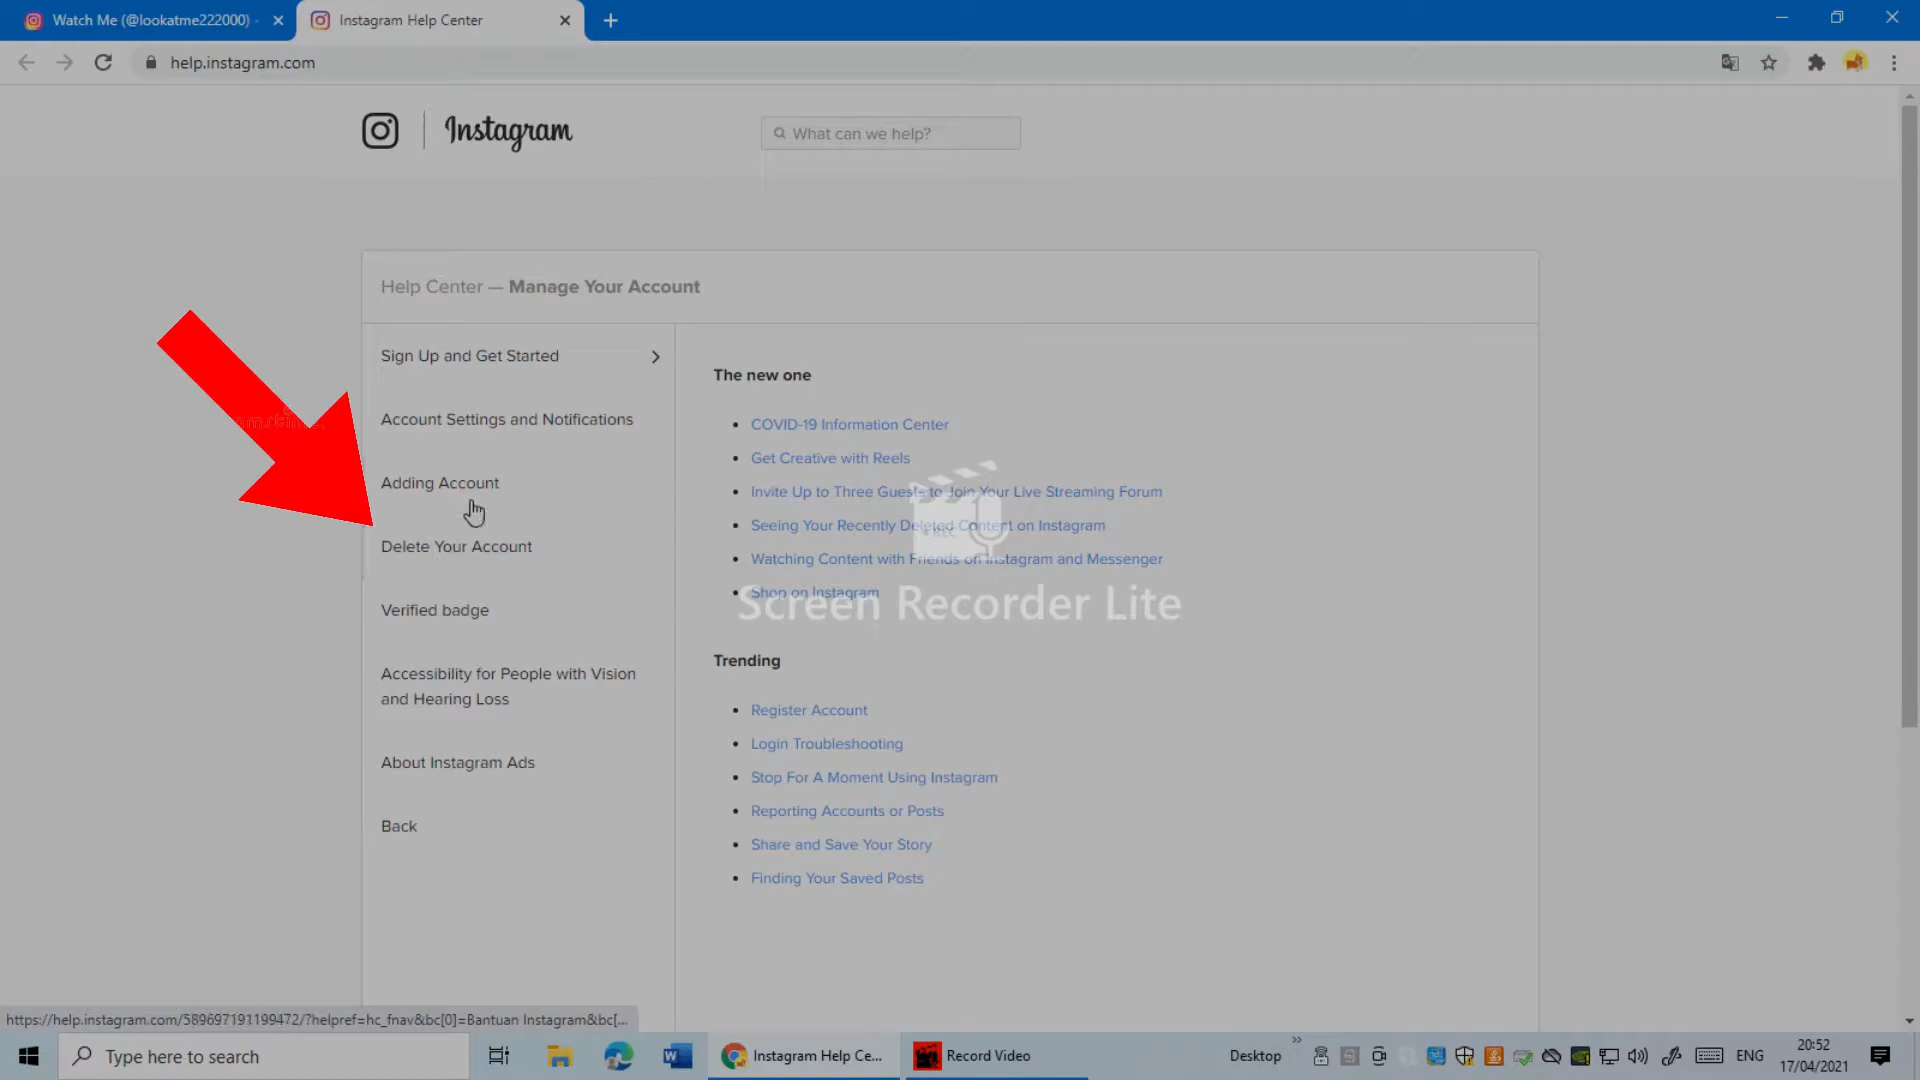 Watch Me (@lookatme222000) ·
Instagram Help Center
help.instagram.com
Instagram
What can we help?
Help Center — Manage Your Account
Sign Up and Get Started
Account Settings and Notifications
Adding Account
Delete Your Account
Verified badge
Accessibility for People with Vision
and Hearing Loss
About Instagram Ads
Back
The new one
COVID-19 Information Center
Get Creative with Reels
Invite Up to Three Guests to Join Your Live Streaming Forum
Seeing Your Recently Deleted Content on Instagram
Watching Content with Friends on Instagram and Messenger
Shop on Instagram
REC
Screen Recorder Lite
Trending
Register Account
Login Troubleshooting
Stop For A Moment Using Instagram
Reporting Accounts or Posts
Share and Save Your Story
Finding Your Saved Posts
https://help.instagram.com/589697191199472/?helpref=hc_fnav&bc[0]=Bantuan Instagram&bc[...
Type here to search
Instagram Help Ce...
Record Video
Desktop
ENG
20:52
17/04/2021